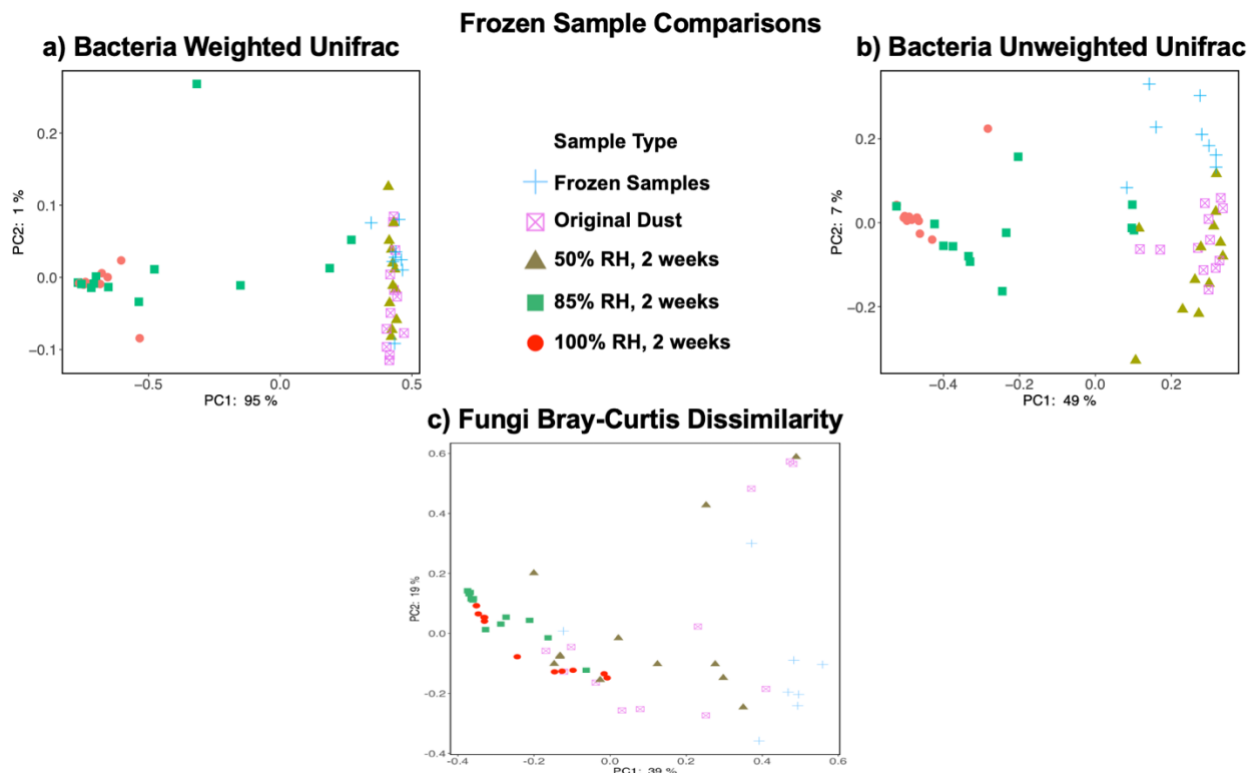 Frozen Sample Comparisons
a) Bacteria Weighted Unifrac
0.2
0.1
0.0
−0.1
PC2: 1 %
−0.5
0.0
0.5
PC1: 95 %
Sample Type
Frozen Samples
Original Dust
50% RH, 2 weeks
85% RH, 2 weeks
100% RH, 2 weeks
b) Bacteria Unweighted Unifrac
0.2
0.0
−0.2
PC2: 7 %
−0.4
−0.2
0.0
0.2
PC1: 49 %
c) Fungi Bray-Curtis Dissimilarity
0.6
0.4
0.2
0.0
-0.2
-0.4
PC2: 19 %
-0.4
-0.2
0.0
0.2
0.4
0.6
PC1: 39 %